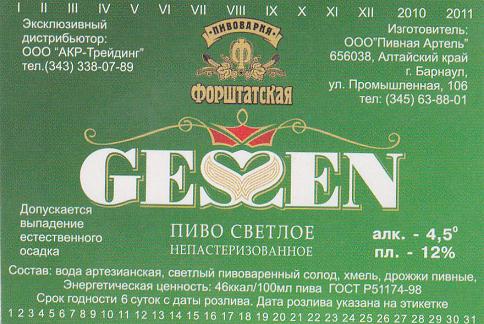 I II III IV V VI VII VIII IX X XI XII 2010 2011
Эксклюзивный
дистрибьютор:
ООО "АКР-Трейдинг"
тел.(343) 338-07-89
ПИВОВАРНЯ
Ф
ФОРШТАТСКАЯ
Изготовитель:
ООО"Пивная Артель"
656038, Алтайский край
г. Барнаул,
ул. Промышленная, 106
тел: (345) 63-88-01
GESSEN
Допускается
выпадение
естественного
осадка
ПИВО СВЕТЛОЕ
НЕПАСТЕРИЗОВАННОЕ
алк. - 4,5⁰
пл. - 12%
Состав: вода артезианская, светлый пивоваренный солод, хмель, дрожжи пивные,
Энергетическая ценность: 46ккал/100мл пива ГОСТ Р51174-98
Срок годности 6 суток с даты розлива. Дата розлива указана на этикетке
1 2 3 4 5 6 7 8 9 10 11 12 13 14 15 16 17 18 19 20 21 22 23 24 25 26 27 28 29 30 31